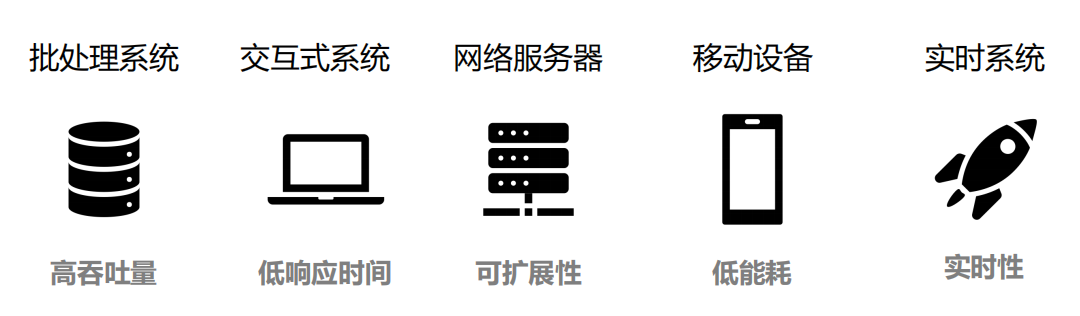 批处理系统
交互式系统
网络服务器
移动设备
实时系统
高吞吐量
低响应时间
可扩展性
低能耗
实时性